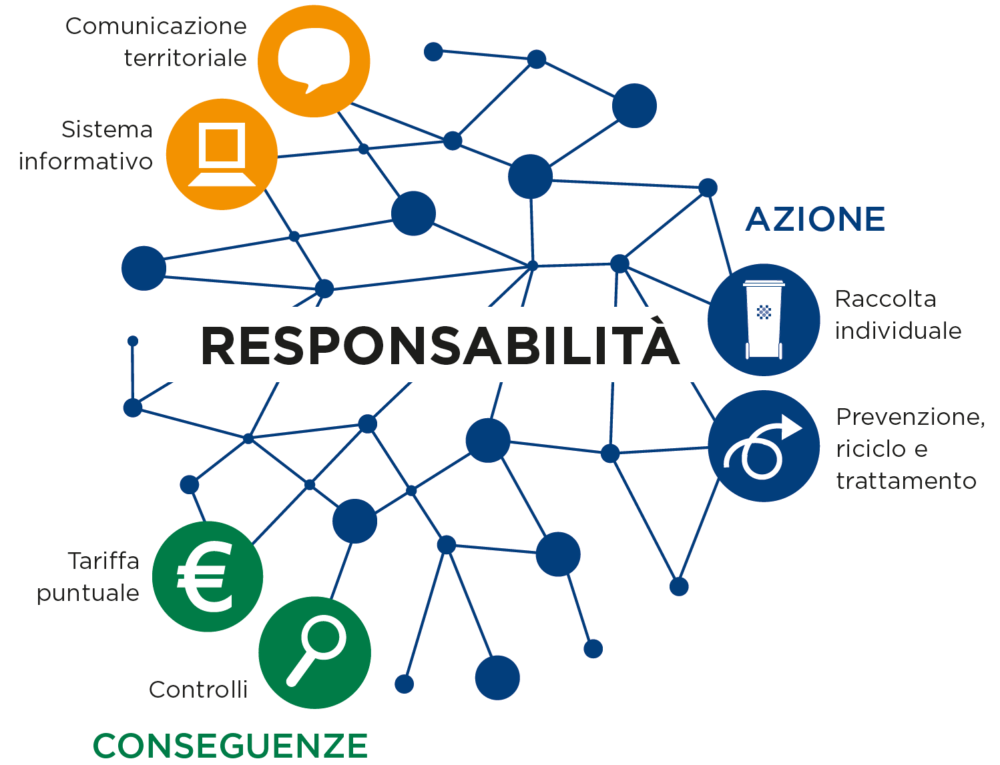 Comunicazione
territoriale
Sistema
informativo
AZIONE
Raccolta
individuale
RESPONSABILITÀ
Prevenzione,
riciclo e
trattamento
Tariffa
puntuale
Controlli
CONSEGUENZE
€